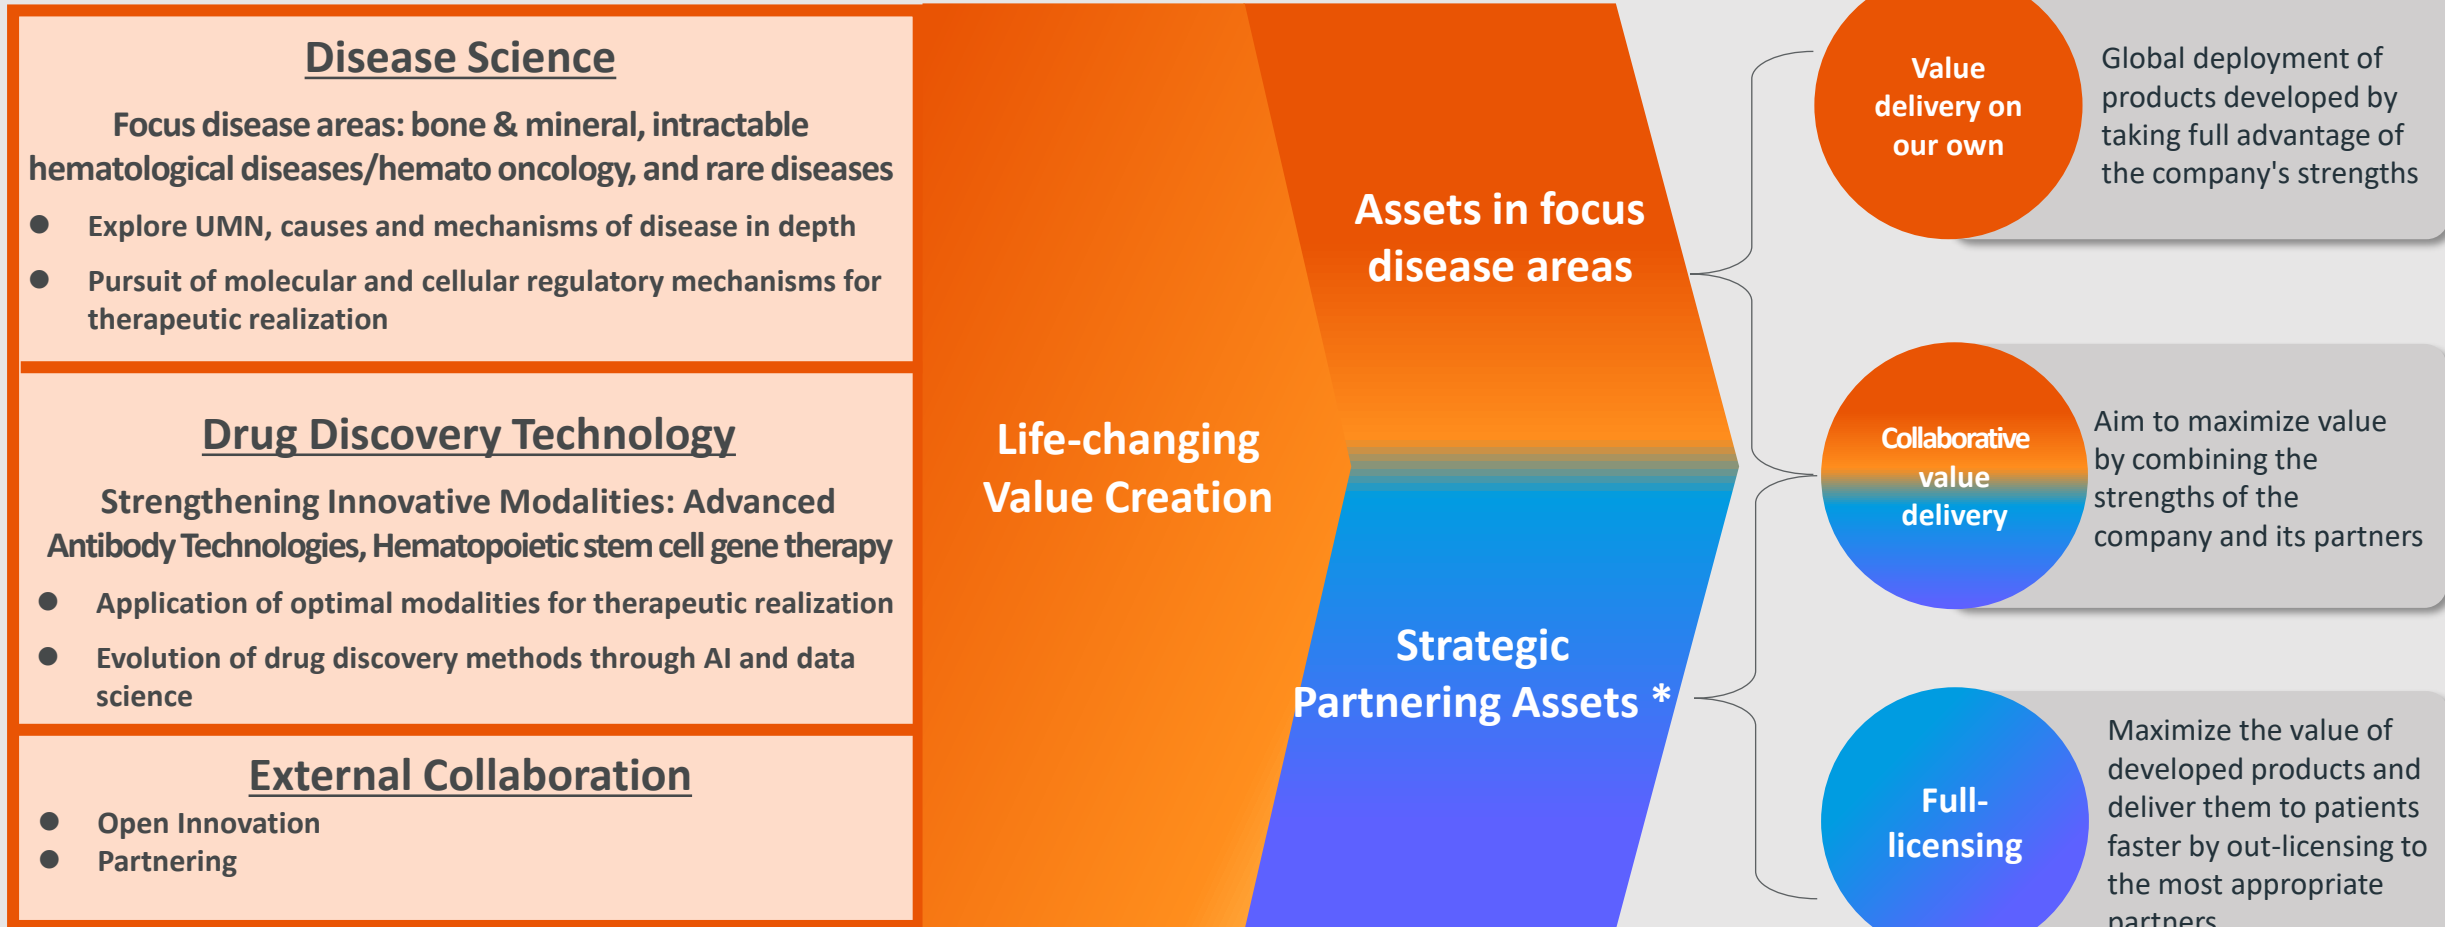 Disease Science
Focus disease areas: bone & mineral, intractable
hematological diseases/hemato oncology, and rare diseases
● Explore UMN, causes and mechanisms of disease in depth
● Pursuit of molecular and cellular regulatory mechanisms for
therapeutic realization
Drug Discovery Technology
Strengthening Innovative Modalities: Advanced
Antibody Technologies, Hematopoietic stem cell gene therapy
● Application of optimal modalities for therapeutic realization
● Evolution of drug discovery methods through AI and data
science
External Collaboration
● Open Innovation
● Partnering
Life-changing
Value Creation
Assets in focus
disease areas
Strategic
Partnering Assets *
Value
delivery on
our own
Global deployment of
products developed by
taking full advantage of
the company's strengths
Collaborative
value
delivery
Aim to maximize value
by combining the
strengths of the
company and its partners
Full-
licensing
Maximize the value of
developed products and
deliver them to patients
faster by out-licensing to
the most appropriate
partners